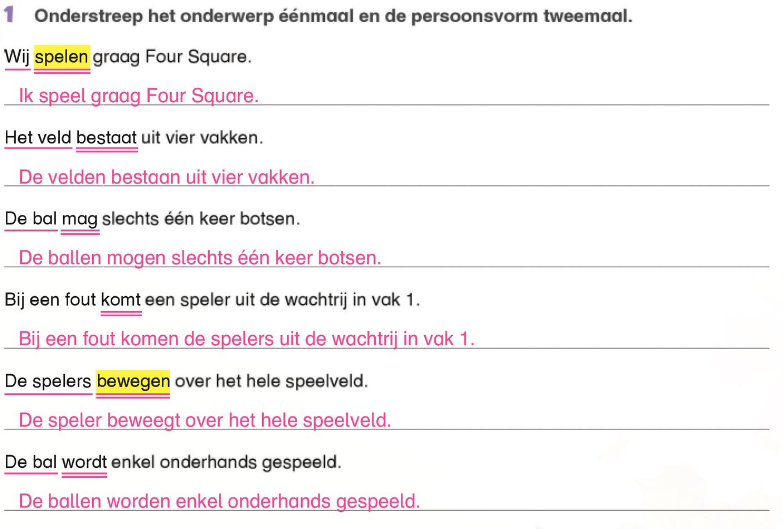 1 Onderstreep het onderwerp éénmaal en de persoonsvorm tweemaal.
Wij spelen graag Four Square.
Ik speel graag Four Square.
Het veld bestaat uit vier vakken.
De velden bestaan uit vier vakken.
De bal mag slechts één keer botsen.
De ballen mogen slechts één keer botsen.
Bij een fout komt een speler uit de wachtrij in vak 1.
Bij een fout komen de spelers uit de wachtrij in vak 1.
De spelers bewegen over het hele speelveld.
De speler beweegt over het hele speelveld.
De bal wordt enkel onderhands gespeeld.
De ballen worden enkel onderhands gespeeld.